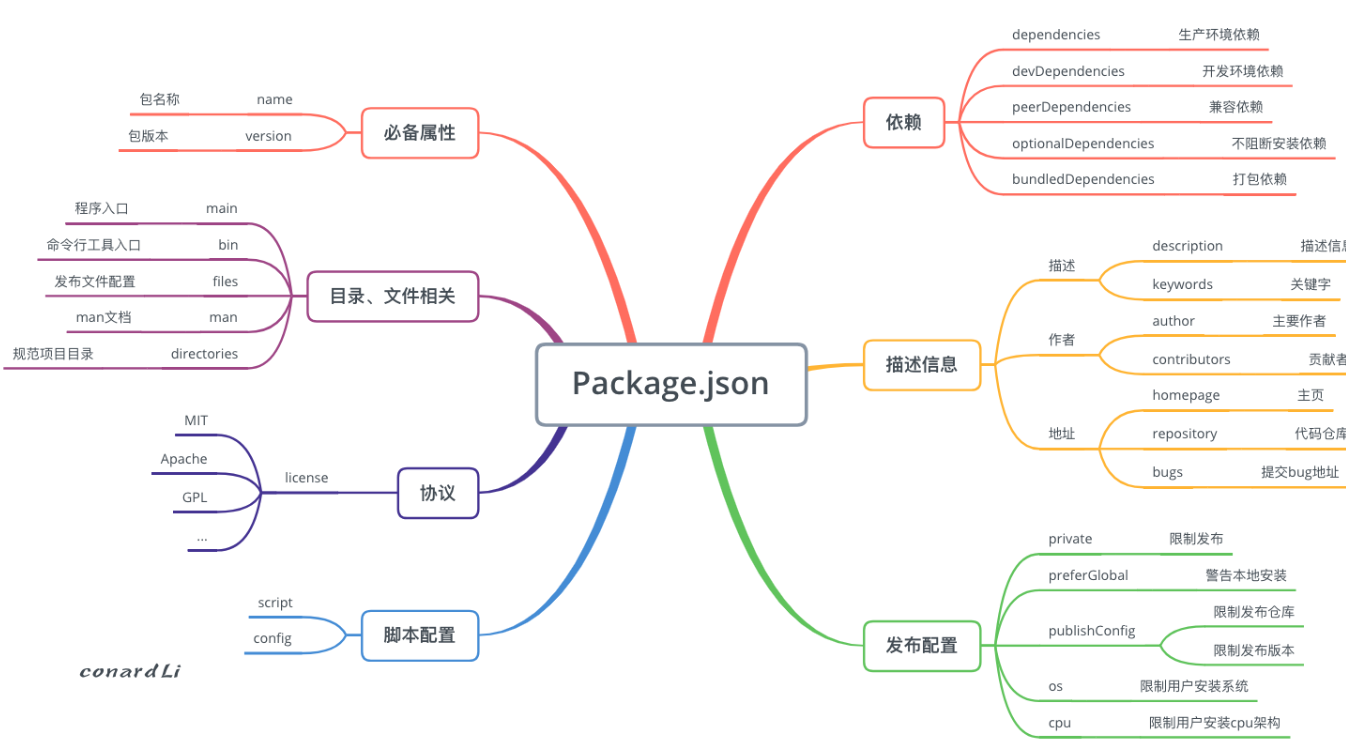 Package.json
必备属性
name 包名称
version 包版本
目录、文件相关
main 程序入口
bin 命令行工具入口
files 发布文件配置
man man文档
directories 规范项目目录
协议
license
MIT
Apache
GPL
...
脚本配置
script
config
依赖
dependencies 生产环境依赖
devDependencies 开发环境依赖
peerDependencies 兼容依赖
optionalDependencies 不阻断安装依赖
bundledDependencies 打包依赖
描述信息
描述
description 描述信息
keywords 关键字
作者
author 主要作者
contributors 贡献者
地址
homepage 主页
repository 代码仓库
bugs 提交bug地址
发布配置
private 限制发布
preferGlobal 警告本地安装
publishConfig
限制发布仓库
限制发布版本
os 限制用户安装系统
cpu 限制用户安装cpu架构
conardLi